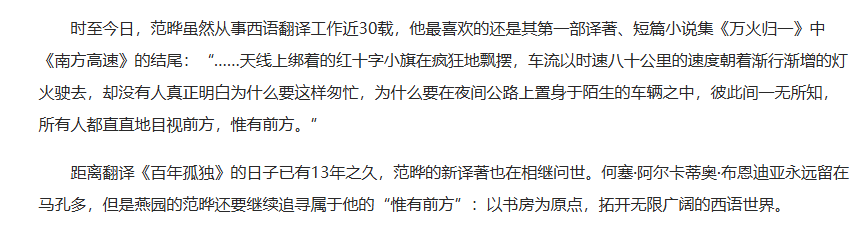 时至今日，范晔虽然从事西语翻译工作近30载，他最喜欢的还是其第一部译著、短篇小说集《万火归一》中
《南方高速》的结尾：“……天线上绑着的红十字小旗在疯狂地飘摆，车流以时速八十公里的速度朝着渐行渐增的灯
火驶去，却没有人真正明白为什么要这样匆忙，为什么要在夜间公路上置身于陌生的车辆之中，彼此间一无所知，
所有人都直直地目视前方，惟有前方。“
距离翻译《百年孤独》的日子已有13年之久，范晔的新译著也在相继问世。何塞·阿尔卡蒂奥·布恩迪亚永远留在
马孔多，但是燕园的范晔还要继续追寻属于他的“惟有前方”：以书房为原点，拓开无限广阔的西语世界。